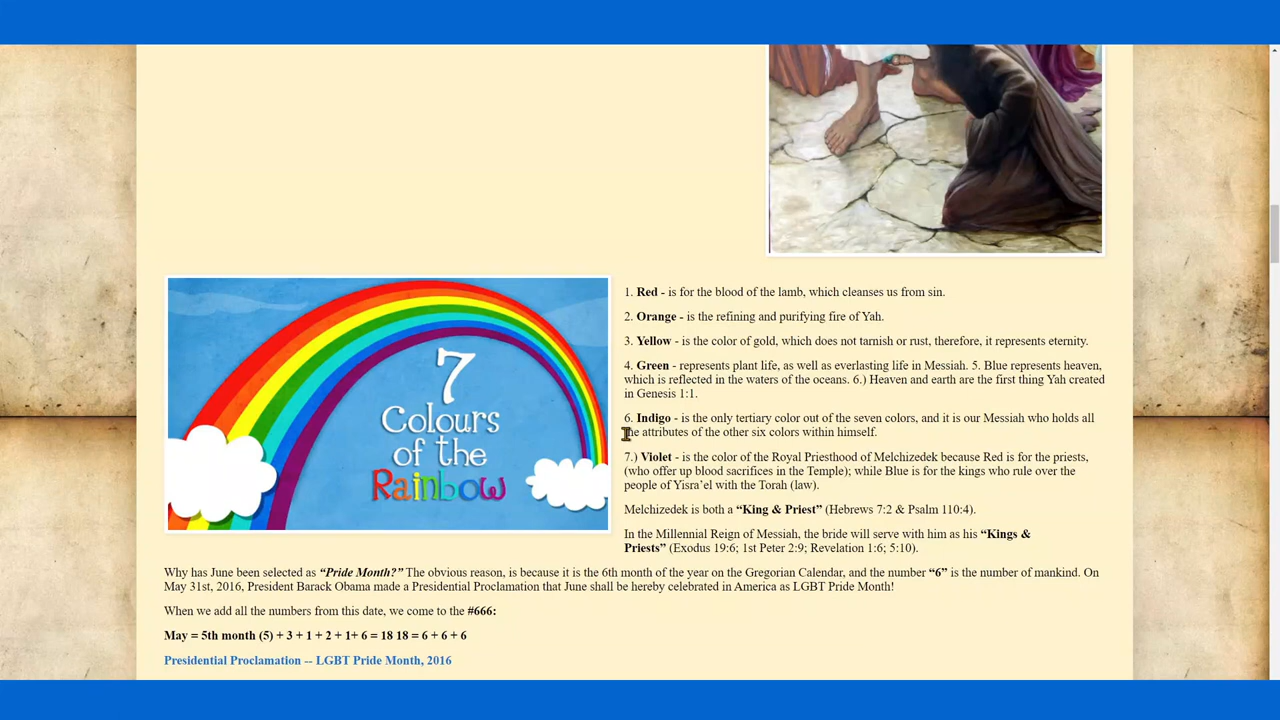 7
Colours
of the
Rainbow
1. Red - is for the blood of the lamb, which cleanses us from sin.
2. Orange - is the refining and purifying fire of Yah.
3. Yellow - is the color of gold, which does not tarnish or rust, therefore, it represents eternity.
4. Green - represents plant life, as well as everlasting life in Messiah. 5. Blue represents heaven,
which is reflected in the waters of the oceans. 6.) Heaven and earth are the first thing Yah created
in Genesis 1:1.
6. Indigo - is the only tertiary color out of the seven colors, and it is our Messiah who holds all
the attributes of the other six colors within himself.
7.) Violet - is the color of the Royal Priesthood of Melchizedek because Red is for the priests,
(who offer up blood sacrifices in the Temple); while Blue is for the kings who rule over the
people of Yisra’el with the Torah (law).
Melchizedek is both a “King & Priest” (Hebrews 7:2 & Psalm 110:4).
In the Millennial Reign of Messiah, the bride will serve with him as his “Kings &
Priests” (Exodus 19:6; 1st Peter 2:9; Revelation 1:6; 5:10).
Why has June been selected as “Pride Month?” The obvious reason, is because it is the 6th month of the year on the Gregorian Calendar, and the number “6” is the number of mankind. On
May 31st, 2016, President Barack Obama made a Presidential Proclamation that June shall be hereby celebrated in America as LGBT Pride Month!
When we add all the numbers from this date, we come to the #666:
May = 5th month (5) + 3 + 1 + 2 + 1+ 6 = 18 18 = 6 + 6 + 6
Presidential Proclamation -- LGBT Pride Month, 2016